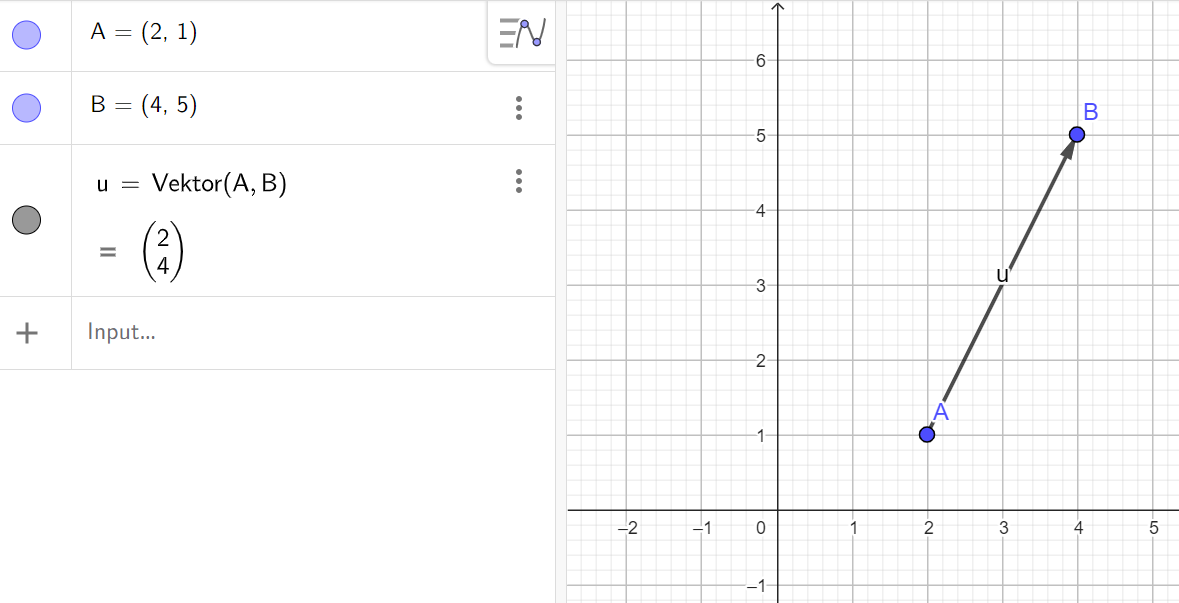 A = (2, 1)
B = (4, 5)
u = Vektor(A, B)
= (2
4)
Input...
6
5
4
3
2
1
–1
–2 –1 0 1 2 3 4 5
B
u
A